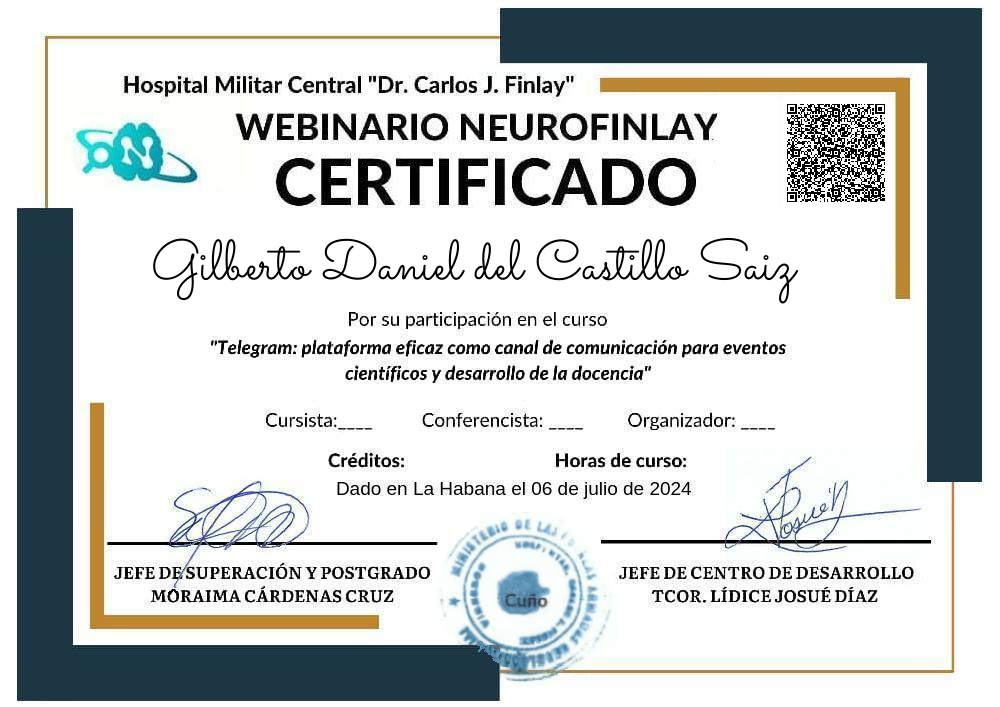 Hospital Militar Central "Dr. Carlos J. Finlay"
WEBINARIO NEUROFINLAY
CERTIFICADO
Gilberto Daniel del Castillo Saiz
Por su participación en el curso
"Telegram: plataforma eficaz como canal de comunicación para eventos
científicos y desarrollo de la docencia"
Cursista:____ Conferencista: ____ Organizador: ____
Créditos: Horas de curso:
Dado en La Habana el 06 de julio de 2024
JEFE DE SUPERACIÓN Y POSTGRADO
MORAIMA CÁRDENAS CRUZ
JEFE DE CENTRO DE DESARROLLO
TCOR. LÍDICE JOSUÉ DÍAZ
MINISTERIO DE LAS
ARMADAS
Cuño